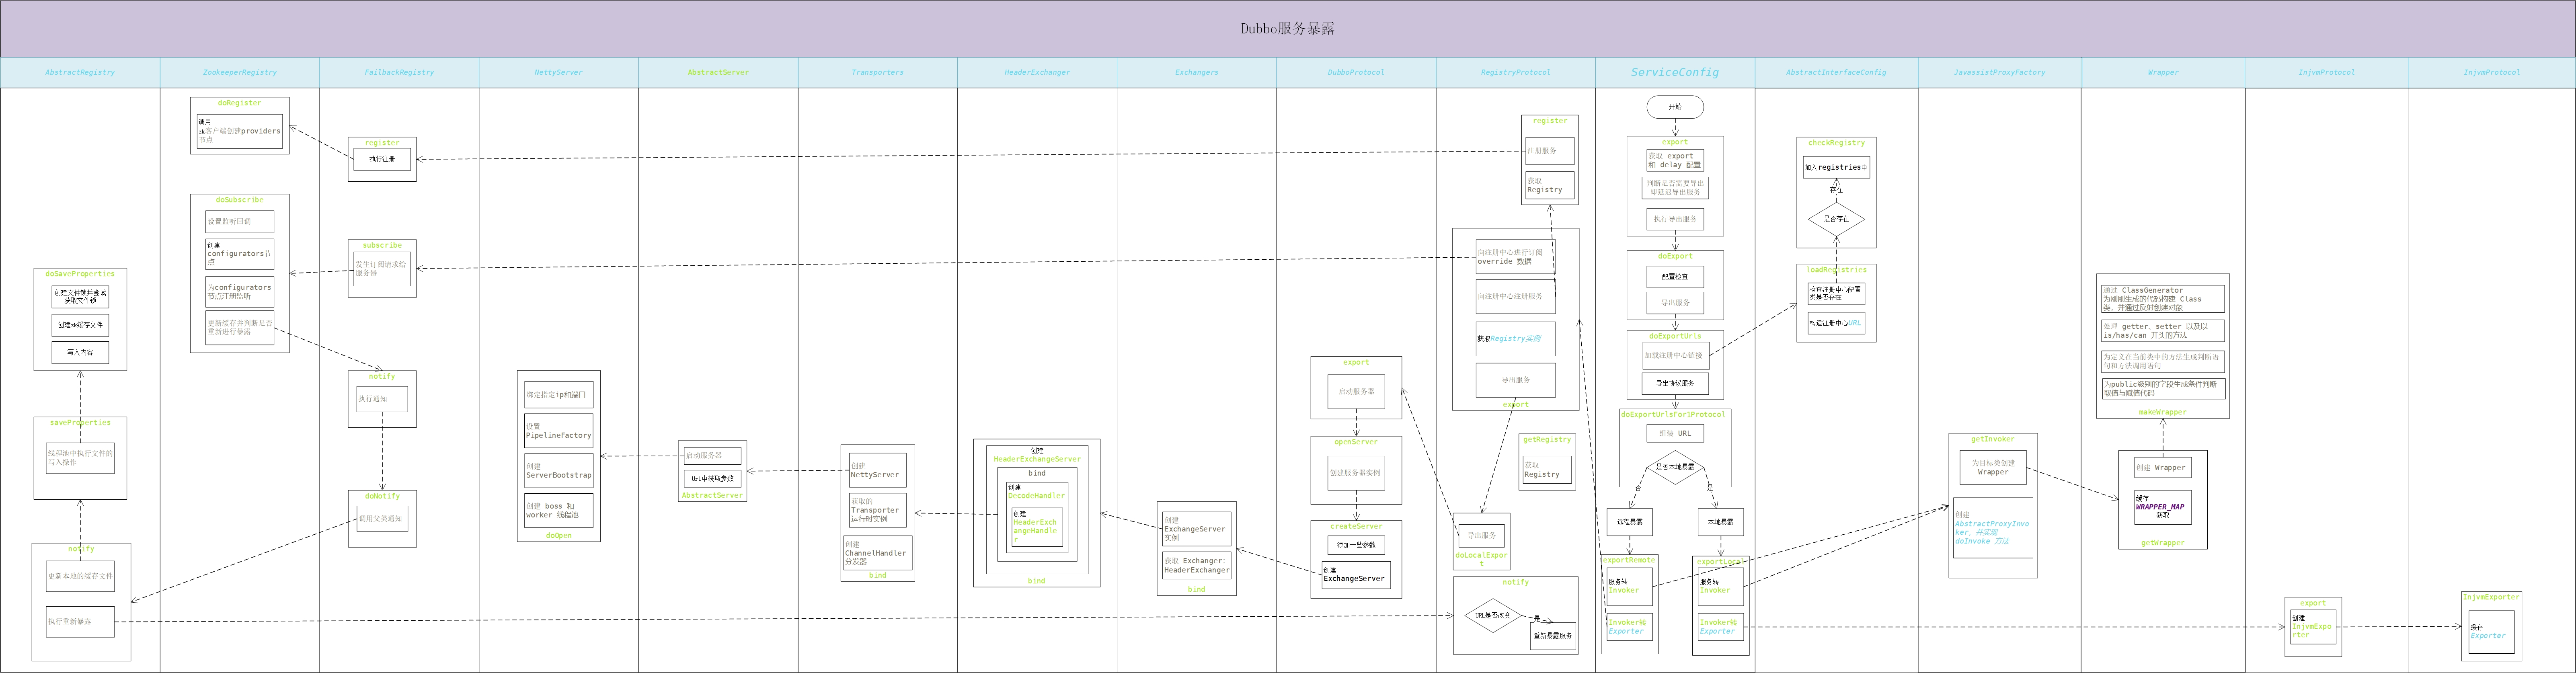 Dubbo服务暴露
AbstractRegistry
ZookeeperRegistry
FailbackRegistry
NettyServer
AbstractServer
Transporters
HeaderExchanger
Exchangers
DubboProtocol
RegistryProtocol
ServiceConfig
AbstractInterfaceConfig
JavassistProxyFactory
Wrapper
InjvmProtocol
InjvmProtocol
doSaveProperties
创建文件锁并尝试
获取文件锁
创建zk缓存文件
写入内容
saveProperties
线程池中执行文件的
写入操作
notify
更新本地的缓存文件
执行重新暴露
doRegister
调用
zk客户端创建providers
节点
doSubscribe
设置监听回调
创建
configurators节
点
为configurators
节点注册监听
更新缓存并判断是否
重新进行暴露
register
执行注册
subscribe
发生订阅请求给
服务器
notify
执行通知
doNotify
调用父类通知
绑定指定ip和端口
设置
PipelineFactory
创建
ServerBootstrap
创建 boss 和
worker 线程池
doOpen
启动服务器
Url中获取参数
AbstractServer
创建
NettyServer
获取的
Transporter
运行时实例
创建
ChannelHandler
分发器
bind
创建
HeaderExchangeServer
bind
创建
DecodeHandler
创建
HeaderExch
angeHandle
r
bind
创建
ExchangeServer
实例
获取 Exchanger:
HeaderExchanger
bind
export
启动服务器
openServer
创建服务器实例
createServer
添加一些参数
创建
ExchangeServer
register
注册服务
获取
Registry
向注册中心进行订阅
override 数据
向注册中心注册服务
获取Registry实例
导出服务
export
getRegistry
获取
Registry
导出服务
doLocalExpor
t
notify
URL是否改变
是
重新暴露服务
开始
export
获取 export
和 delay 配置
判断是否需要导出
即延迟导出服务
执行导出服务
doExport
配置检查
导出服务
doExportUrls
加载注册中心链接
导出协议服务
doExportUrlsFor1Protocol
组装 URL
是否本地暴露
否
是
远程暴露
本地暴露
exportRemote
服务转
Invoker
Invoker转
Exporter
exportLocal
服务转
Invoker
Invoker转
Exporter
checkRegistry
加入registries中
存在
是否存在
loadRegistries
检查注册中心配置
类是否存在
构造注册中心URL
getInvoker
为目标类创建
Wrapper
创建
AbstractProxyInvo
ker，并实现
doInvoke 方法
通过 ClassGenerator
为刚刚生成的代码构建 Class
类，并通过反射创建对象
处理 getter、setter 以及以
is/has/can 开头的方法
为定义在当前类中的方法生成判断语
句和方法调用语句
为public级别的字段生成条件判断
取值与赋值代码
makeWrapper
创建 Wrapper
缓存
WRAPPER_MAP
获取
getWrapper
export
创建
InjvmExpo
rter
InjvmExporter
缓存
Exporter